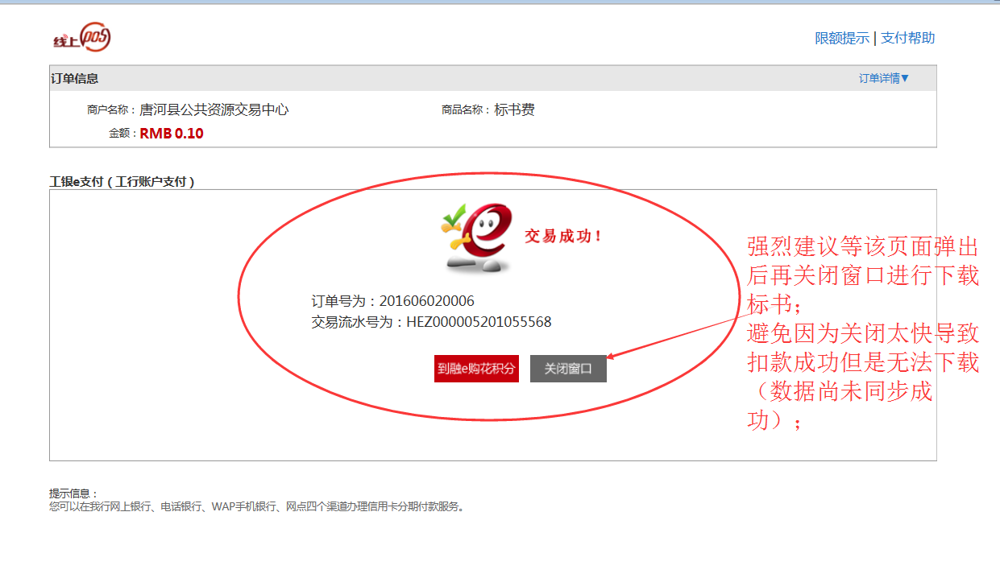 线上pos
限额提示 | 支付帮助
订单信息
订单详情▼
商户名称：唐河县公共资源交易中心
商品名称：标书费
金额：RMB 0.10
工银e支付（工行账户支付）
交易成功！
订单号为：201606020006
交易流水号为：HEZ000005201055568
到融e购花积分
关闭窗口
强烈建议等该页面弹出
后再关闭窗口进行下载
标书；
避免因为关闭太快导致
扣款成功但是无法下载
（数据尚未同步成
功）；
提示信息：
您可以在我行网上银行、电话银行、WAP手机银行、网点四个渠道办理信用卡分期付款服务。